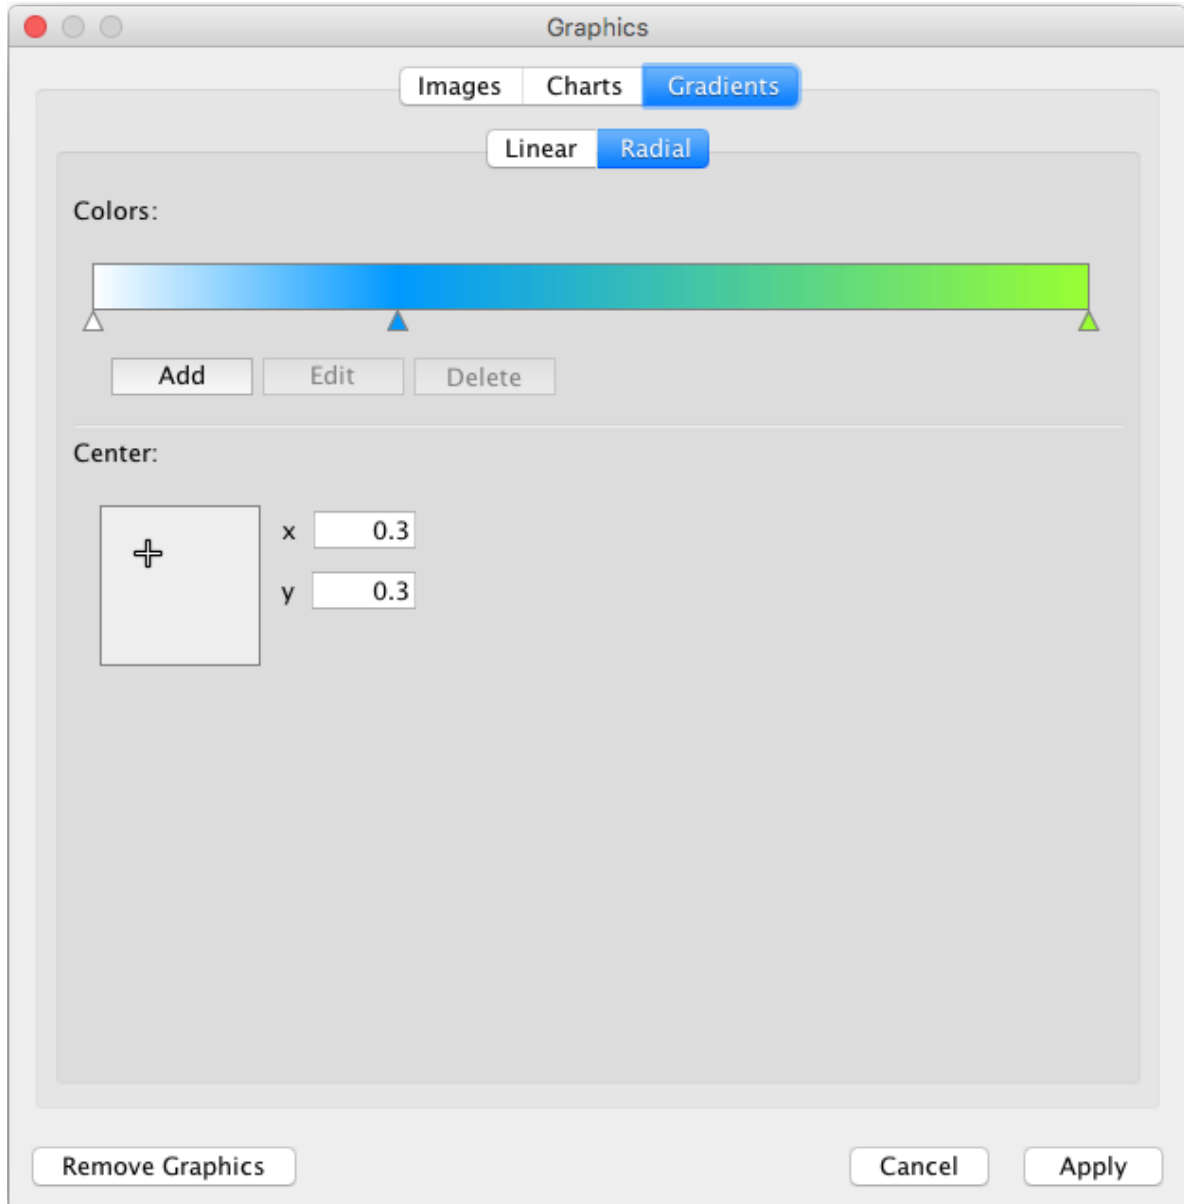 Graphics
Images Charts Gradients
Linear Radial
Colors:
Add Edit Delete
Center:
x 0.3
y 0.3
Remove Graphics Cancel Apply